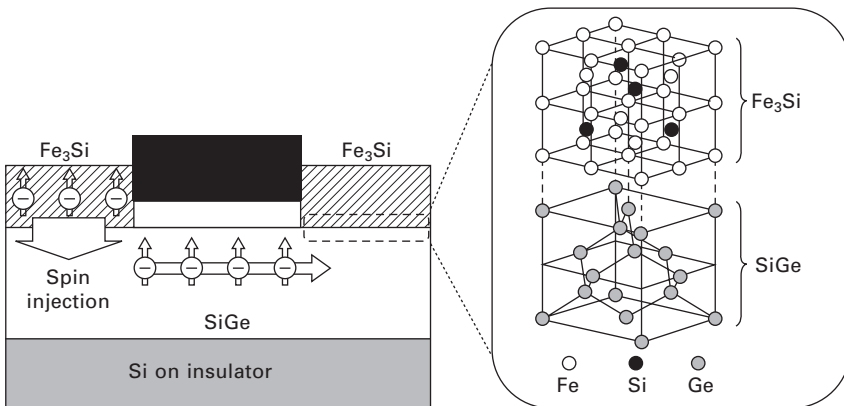 Fe₃Si
Fe₃Si
Spin
injection
SiGe
Si on insulator
Fe₃Si
SiGe
Fe
Si
Ge